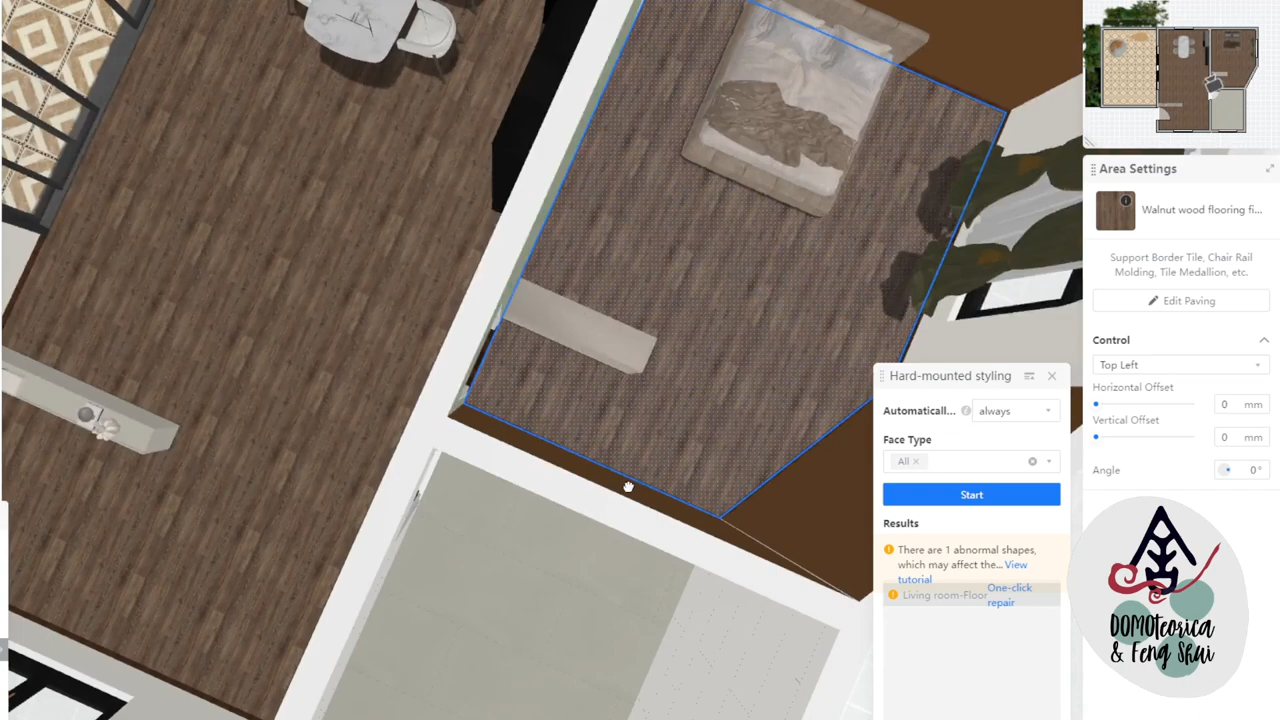 Area Settings
Walnut wood flooring fi...
Support Border Tile, Chair Rail
Molding, Tile Medallion, etc.
Edit Paving
Control
Top Left
Horizontal Offset
0 mm
Vertical Offset
0 mm
Angle
0°
Hard-mounted styling
Automaticall...
always
Face Type
All
Start
Results
There are 1 abnormal shapes,
which may affect the... View
tutorial
Living room-Floor One-click
repair
DOMOteorica
& Feng Shui